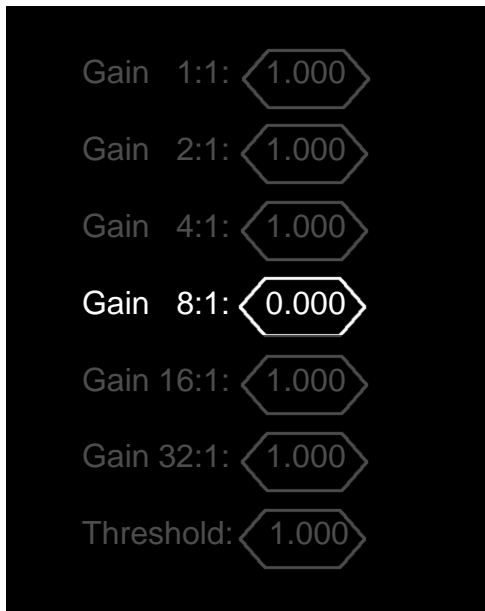 Gain 1:1: 1.000
Gain 2:1: 1.000
Gain 4:1: 1.000
Gain 8:1: 0.000
Gain 16:1: 1.000
Gain 32:1: 1.000
Threshold: 1.000